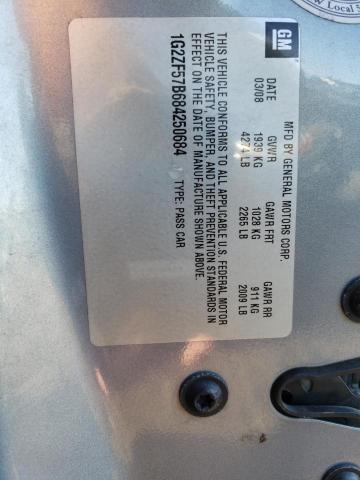 GM
MFD BY GENERAL MOTORS CORP.
DATE GVWR GAWR FRT GAWR RR
03/08 1939 KG 1028 KG 911 KG
4274 LB 2265 LB 2009 LB
THIS VEHICLE CONFORMS TO ALL APPLICABLE U.S. FEDERAL MOTOR
VEHICLE SAFETY, BUMPER, AND THEFT PREVENTION STANDARDS IN
EFFECT ON THE DATE OF MANUFACTURE SHOWN ABOVE.
1G2ZF57B684250684 TYPE: PASS CAR
Local